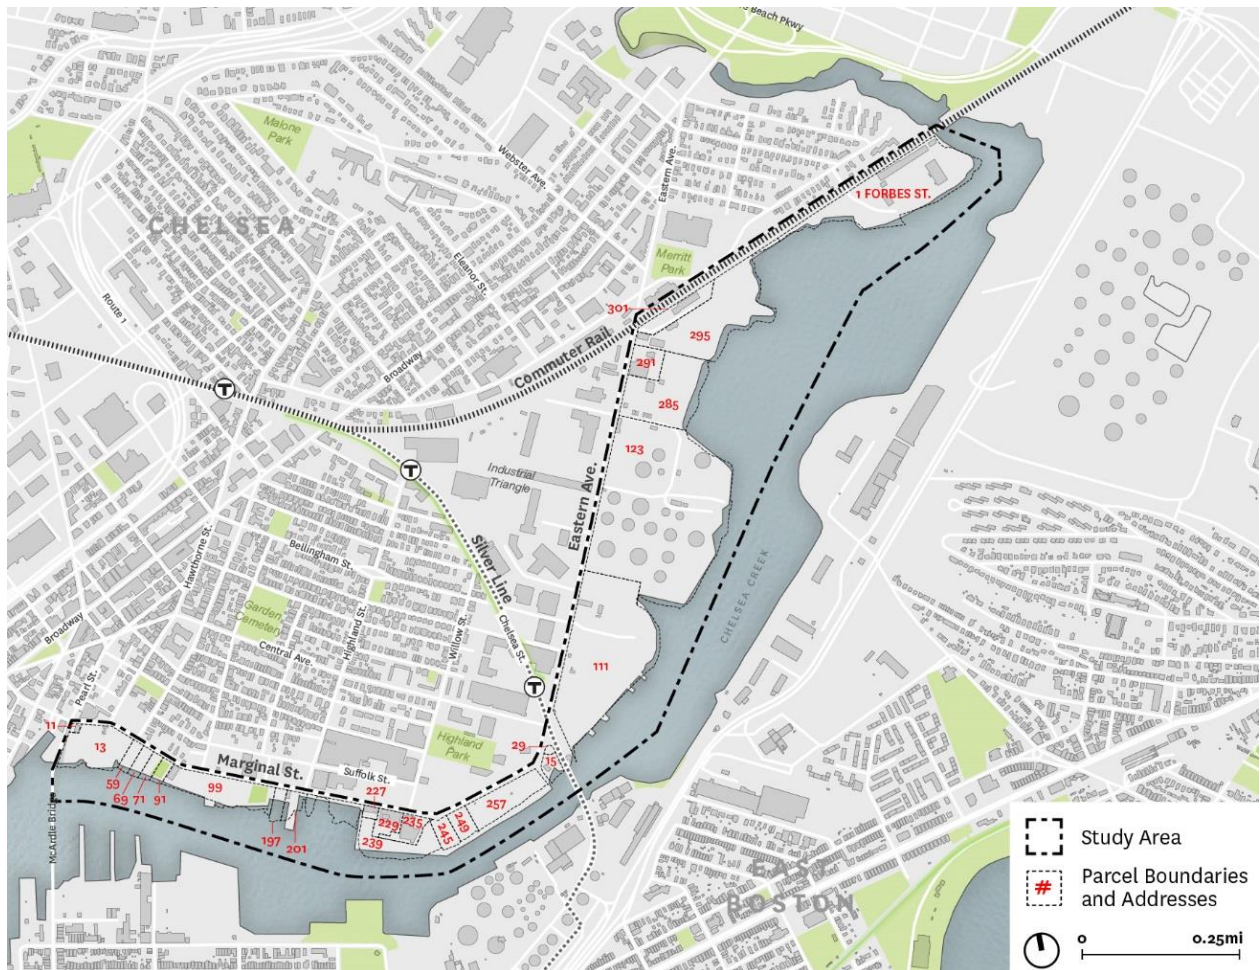 Beach Pkwy
Malone
Park
Webster Ave.
Eastern Ave.
1 FORBES ST.
CHELSEA
Merritt
Park
Eleanor St.
Route 1
301
295
Commuter Rail
291
Broadway
285
T
123
T
Industrial
Triangle
Eastern Ave.
Hawthorne St.
Bellingham St.
Silver Line
CHELSEA CREEK
Garden
Cemetery
Highland St.
Willow St.
Chelsea St.
Broadway
Central Ave.
111
Pearl St.
T
11
13
29
15
Highland
Park
Marginal St.
Suffolk St.
59
69
71
91
99
227
257
McArdle Bridge
197
201
229
235
239
245
249
EAST
BOSTON
Study Area
#
Parcel Boundaries
and Addresses
0
0.25mi